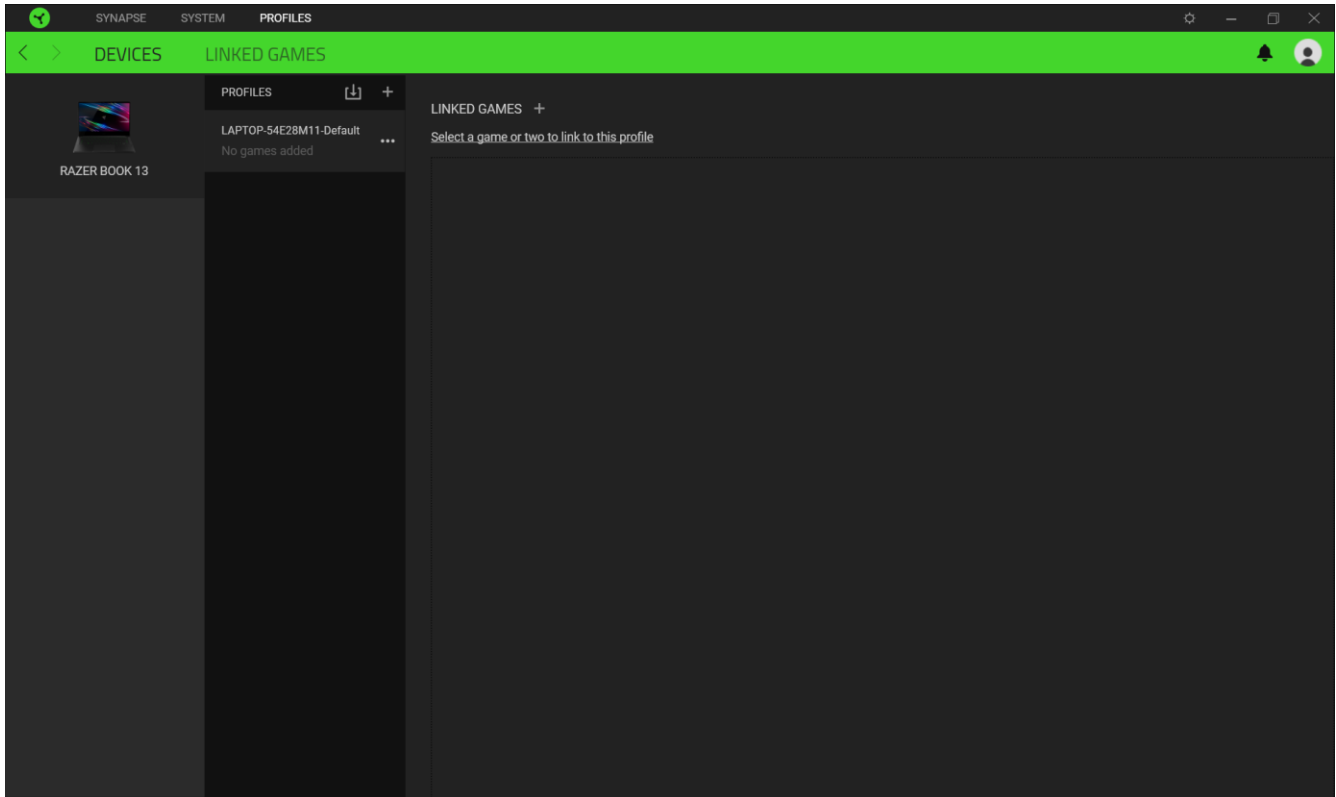 SYNAPSE SYSTEM PROFILES
DEVICES LINKED GAMES
RAZER BOOK 13
PROFILES
LAPTOP-54E28M11-Default
No games added
LINKED GAMES
Select a game or two to link to this profile